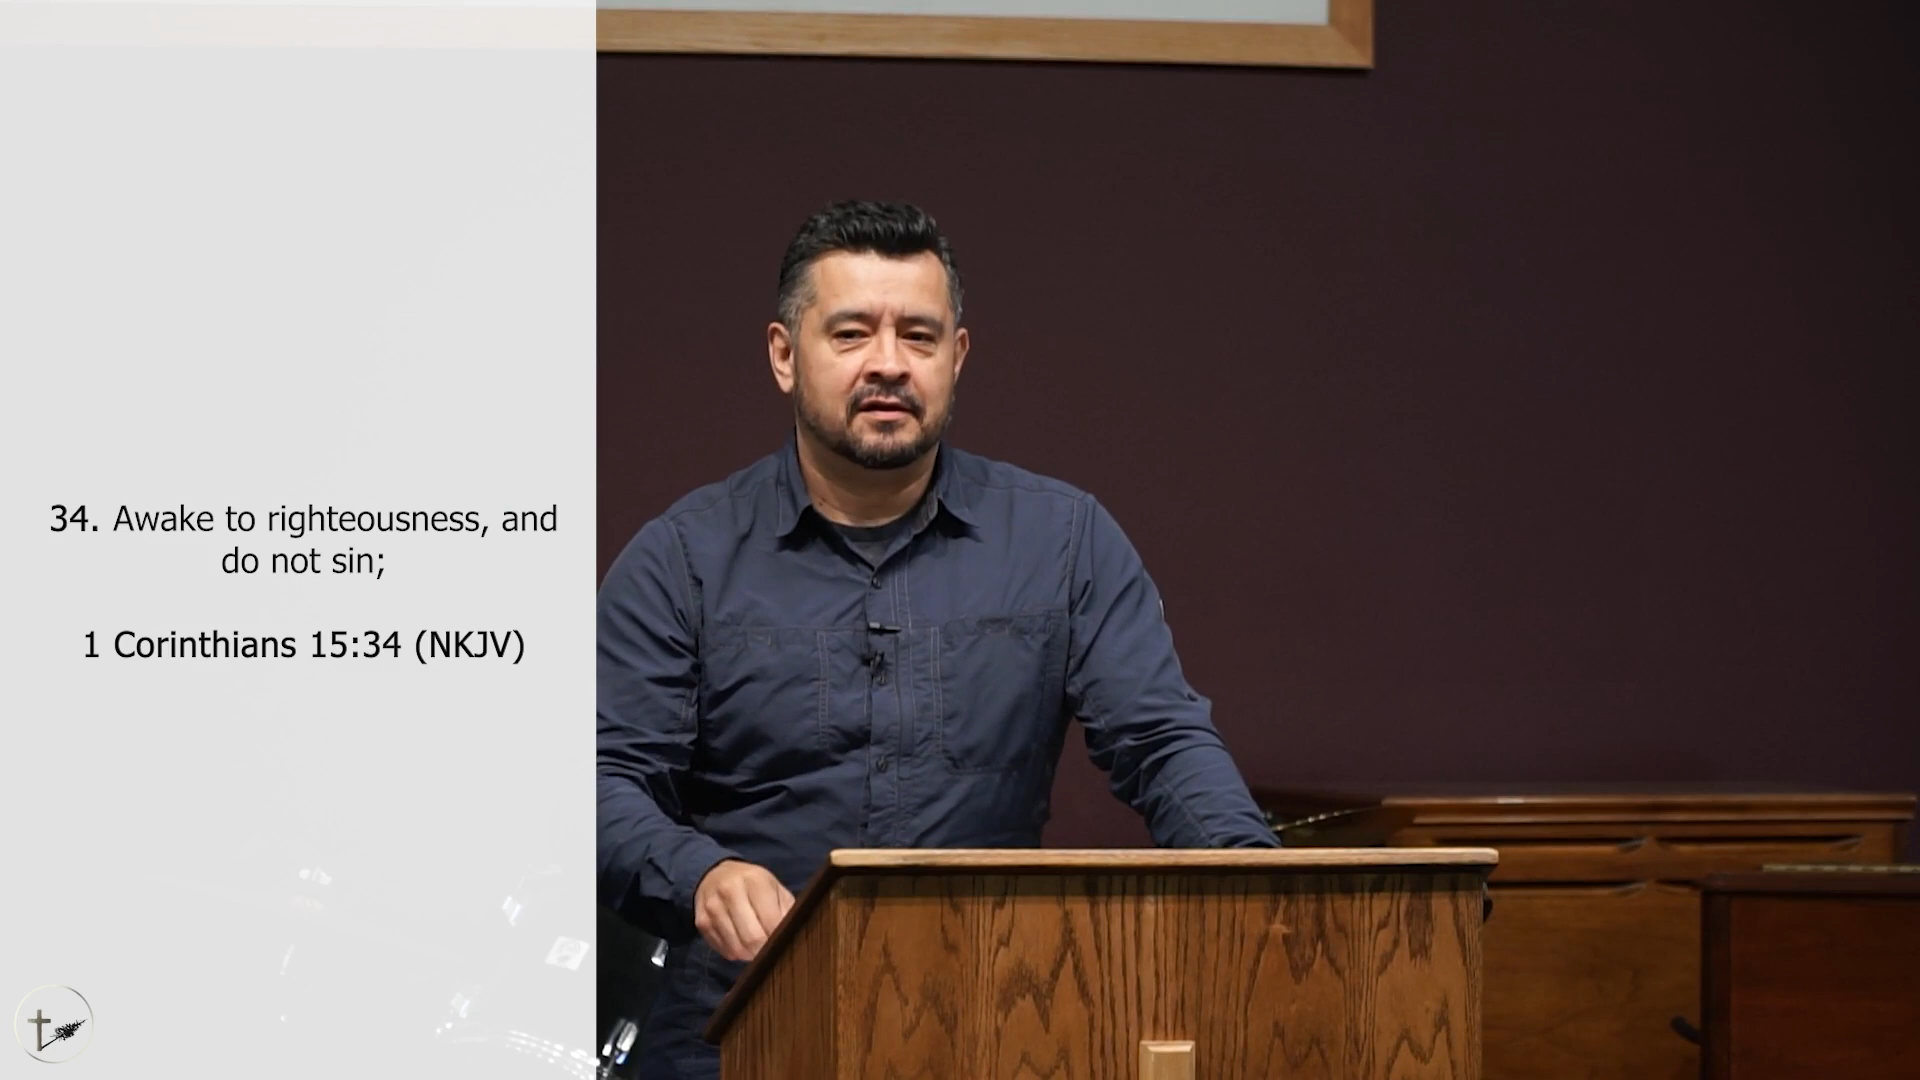 34. Awake to righteousness, and
do not sin;
1 Corinthians 15:34 (NKJV)